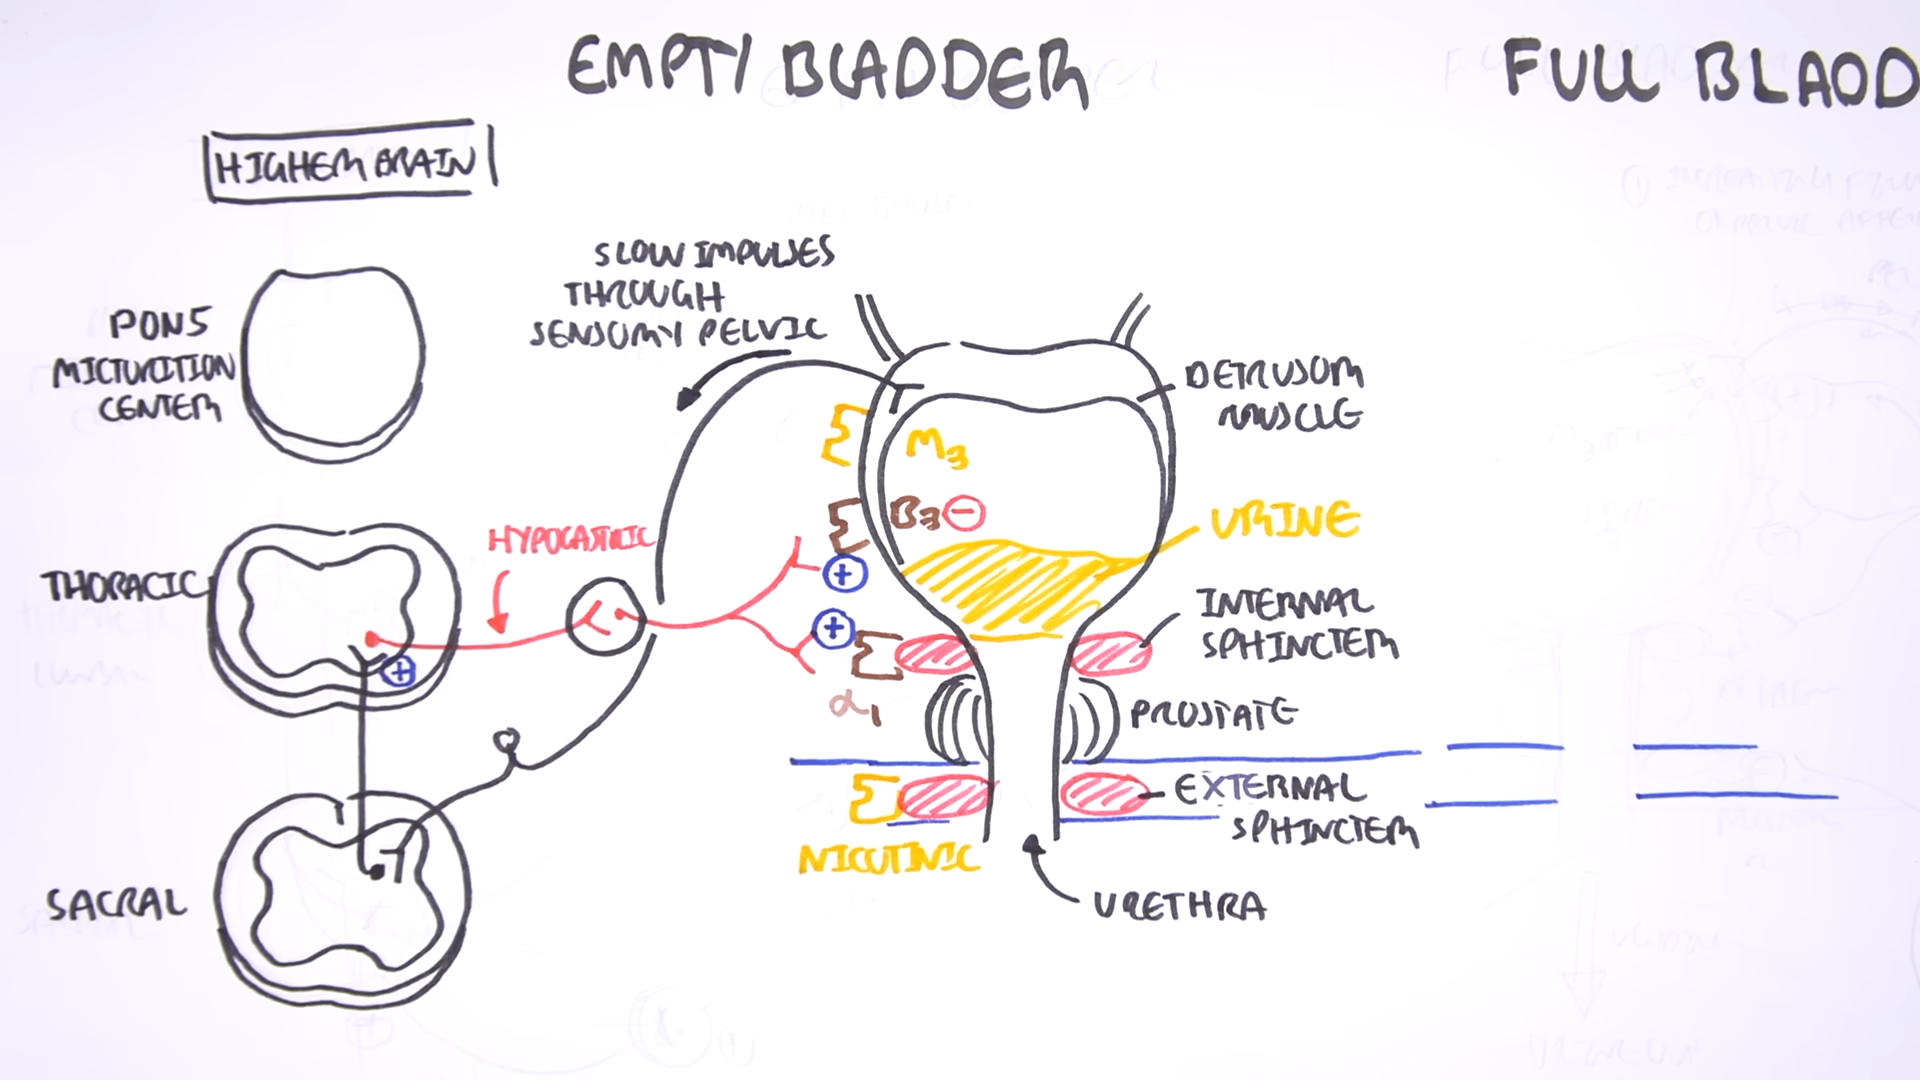 EMPTY BLADDER
FULL BLADD
HIGHER BRAIN
SLOW IMPULSES
THROUGH
SENSORY PELVIC
PONS
MICTURITION
CENTER
DETRUSOR
MUSCLE
M3
B3 -
HYPOGASTRIC
URINE
THORACIC
+
+
+
INTERNAL
SPHINCTER
α1
PROSTATE
EXTERNAL
SPHINCTER
NICOTINIC
SACRAL
URETHRA